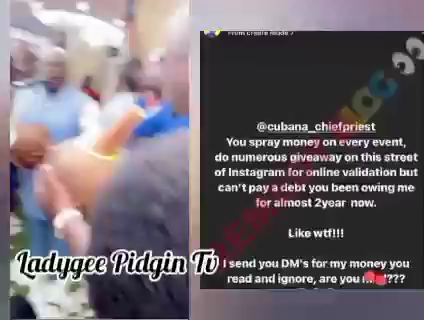 From Create Mode
@cubana_chiefpriest
You spray money on every event,
do numerous giveaway on this street
of Instagram for online validation but
can't pay a debt you been owing me
for almost 2year now.
Like wtf!!!
I send you DM's for my money you
read and ignore, are you
???
Ladygee Pidgin Tv